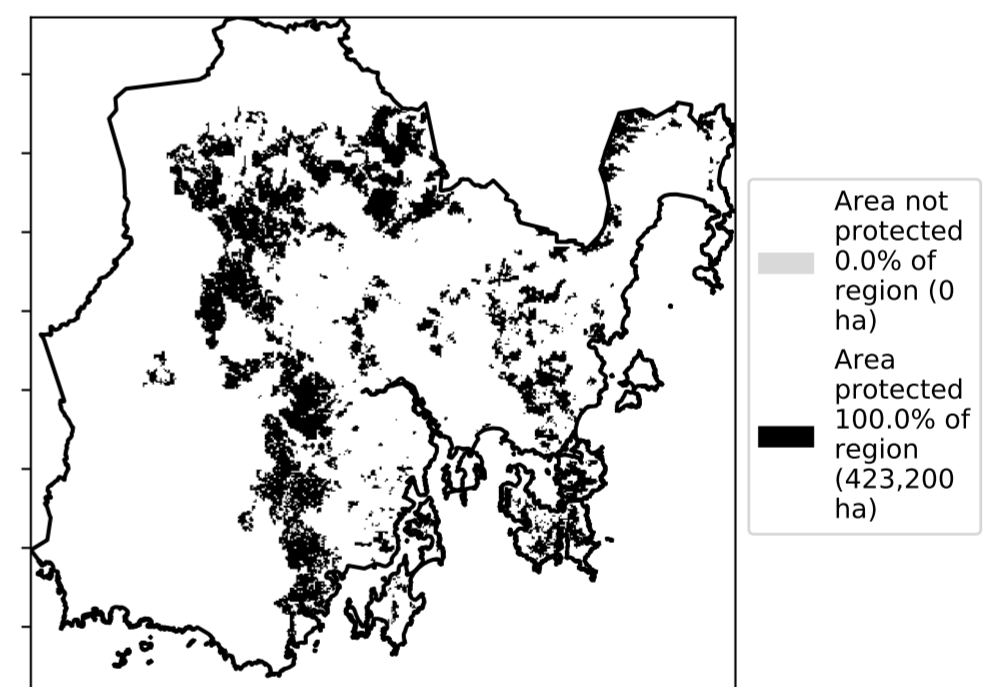 Area not
protected
0.0% of
region (0
ha)
Area
protected
100.0% of
region
(423,200
ha)